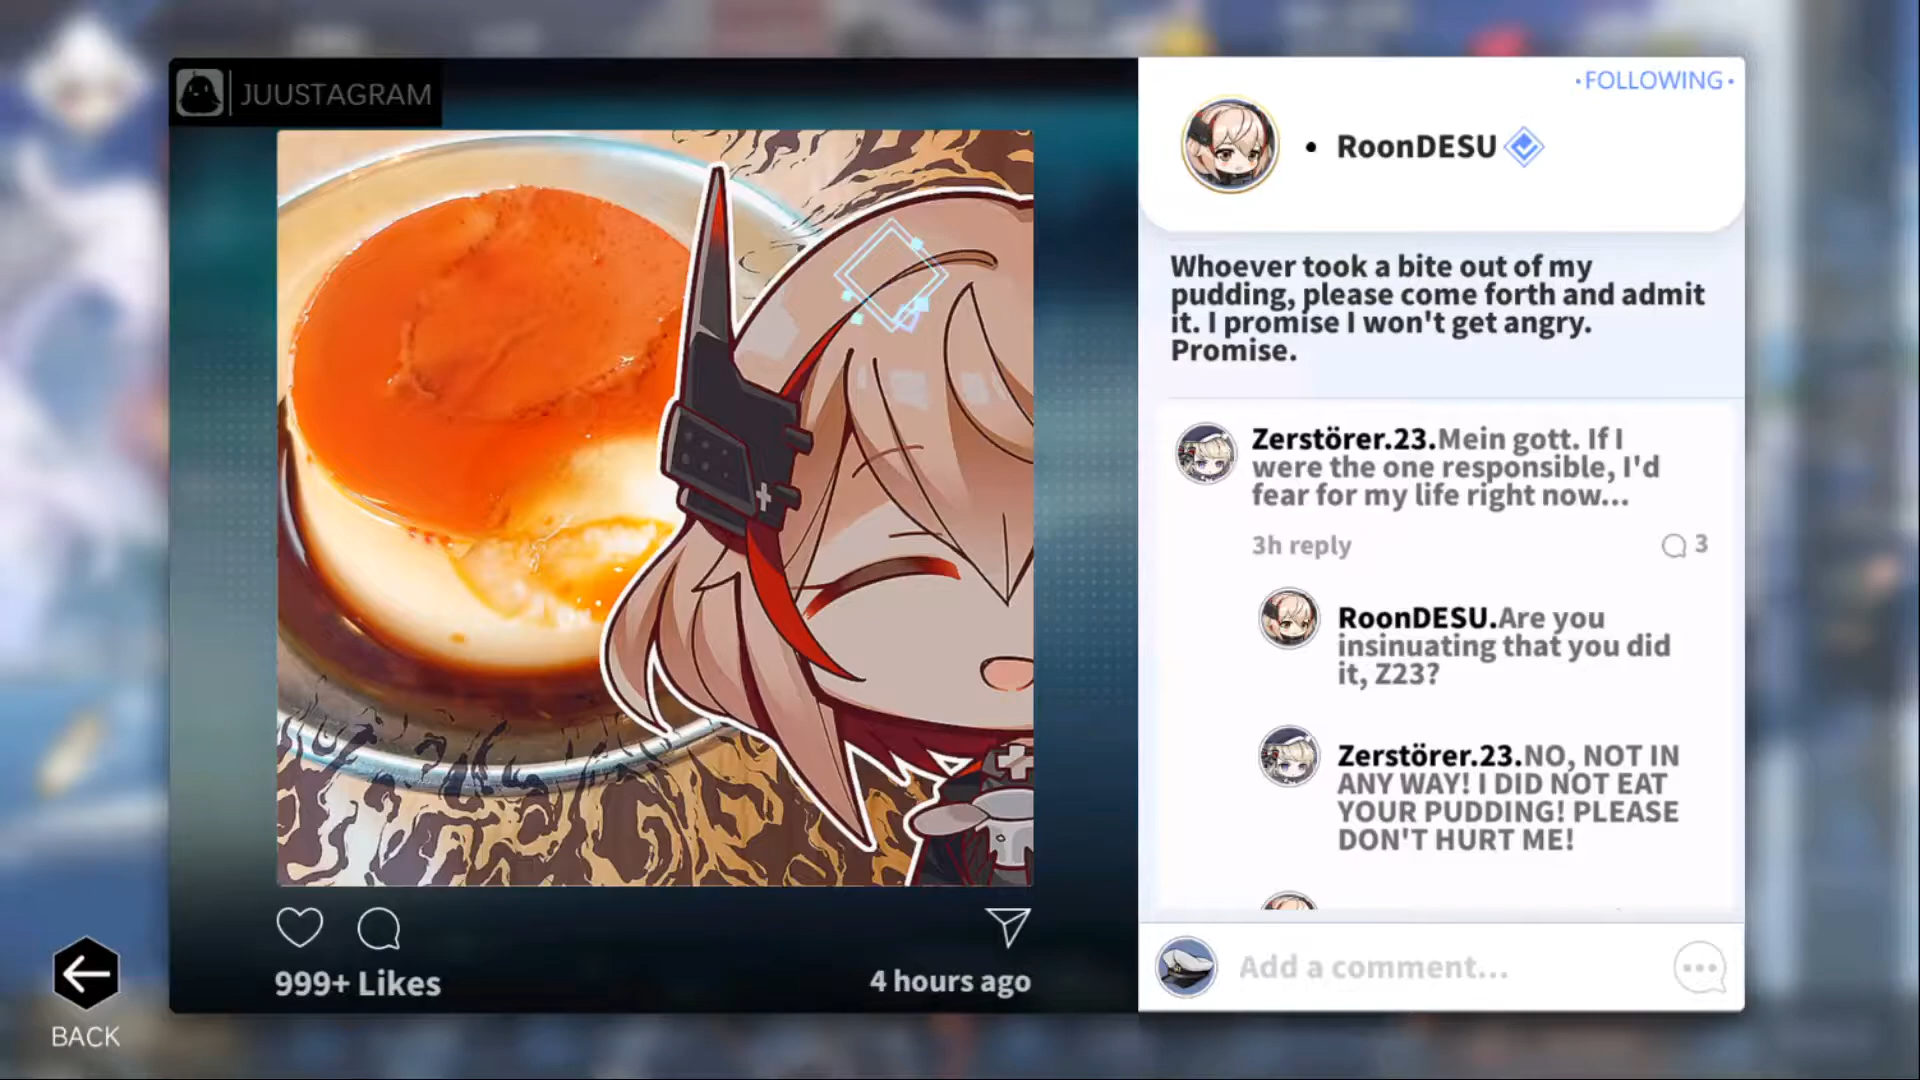 JUUSTAGRAM
999+ Likes
4 hours ago
BACK
•FOLLOWING•
• RoonDESU
Whoever took a bite out of my
pudding, please come forth and admit
it. I promise I won't get angry.
Promise.
Zerstörer.23.Mein gott. If I
were the one responsible, I'd
fear for my life right now...
3h reply
3
RoonDESU.Are you
insinuating that you did
it, Z23?
Zerstörer.23.NO, NOT IN
ANY WAY! I DID NOT EAT
YOUR PUDDING! PLEASE
DON'T HURT ME!
Add a comment...